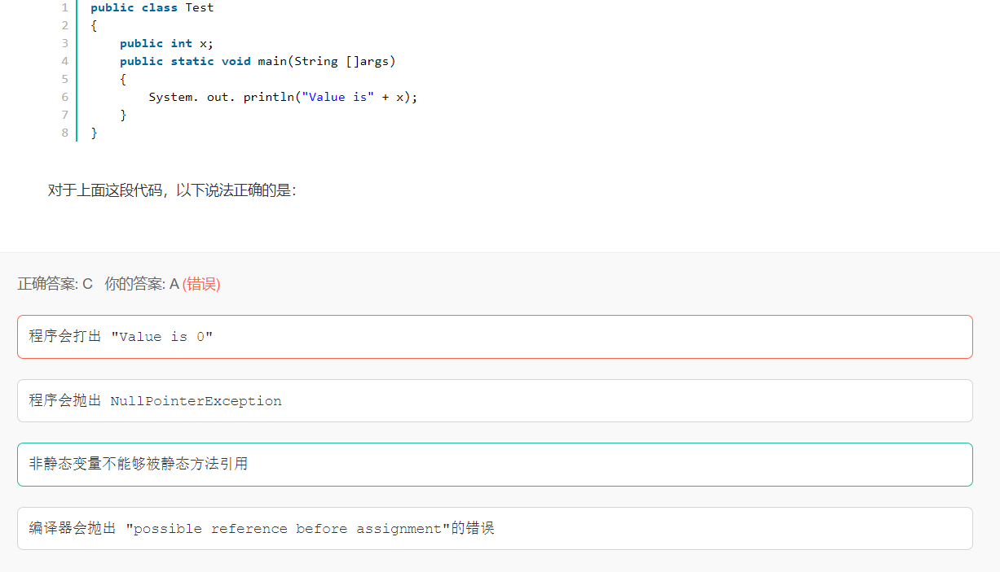 1 public class Test
2 {
3     public int x;
4     public static void main(String []args)
5     {
6         System. out. println("Value is" + x);
7     }
8 }
对于上面这段代码，以下说法正确的是：
正确答案: C 你的答案: A (错误)
程序会打出 "Value is 0"
程序会抛出 NullPointerException
非静态变量不能够被静态方法引用
编译器会抛出 "possible reference before assignment"的错误